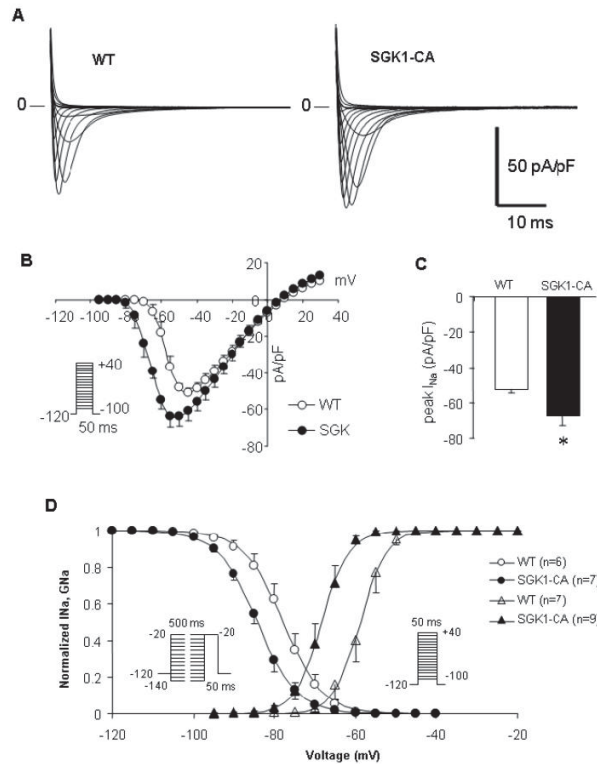 A
WT
SGK1-CA
0
0
50 pA/pF
10 ms
B
mV
-120 -100 -80 -60 -40 -20 0 20 40
20
0
-20
-40
-60
-80
pA/pF
+40
-120
-100
50 ms
WT
SGK
C
WT
SGK1-CA
0
-20
-40
-60
-80
peak INa (pA/pF)
*
D
1
0.8
0.6
0.4
0.2
0
Normalized INa, GNa
-120 -100 -80 -60 -40 -20
Voltage (mV)
500 ms
-20
-20
-120
-140
50 ms
50 ms
+40
-100
-120
WT (n=6)
SGK1-CA (n=7)
WT (n=7)
SGK1-CA (n=9)